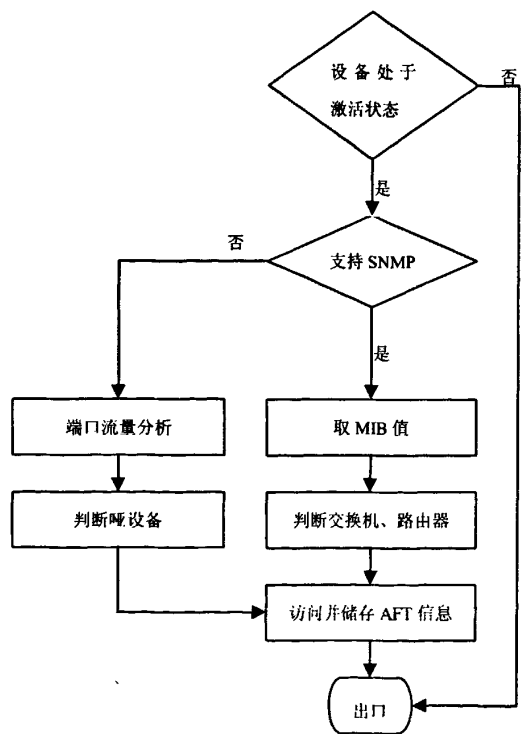 设备处于
激活状态
否
是
支持 SNMP
否
是
端口流量分析
取 MIB 值
判断哑设备
判断交换机、路由器
访问并储存 AFT 信息
出口